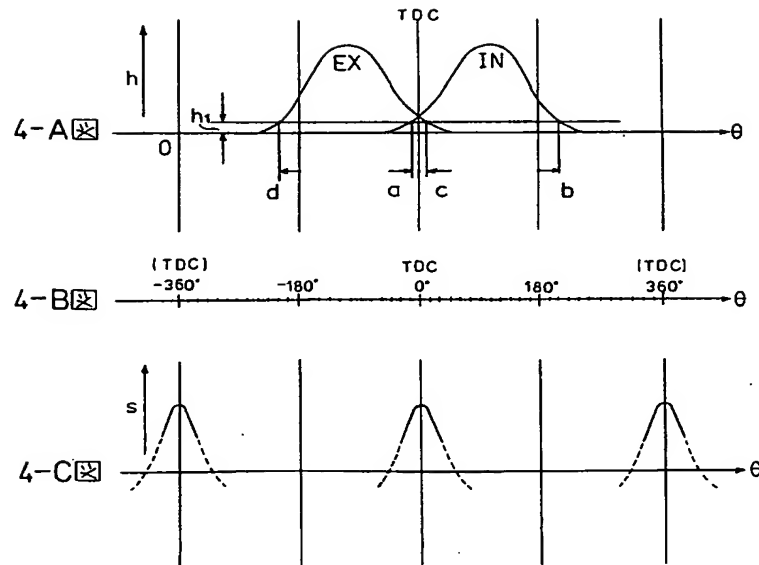 TDC
h
EX
IN
h1
4-A図
0
θ
d
a
c
b
(TDC)
TDC
(TDC)
-360°
-180°
0°
180°
360°
4-B図
θ
s
4-C図
θ